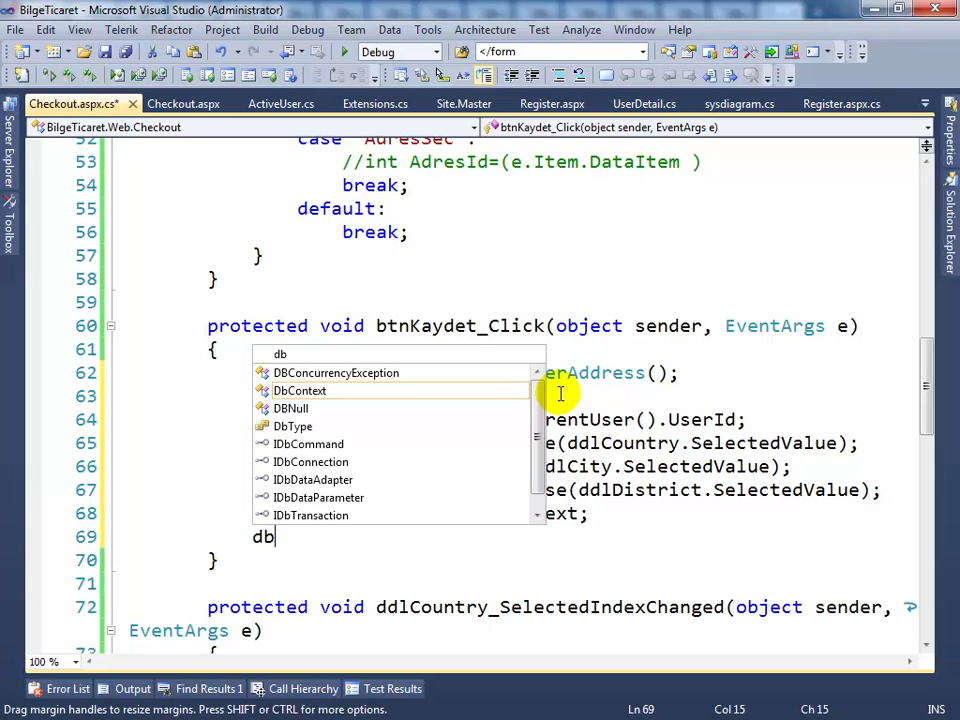 BilgeTicaret - Microsoft Visual Studio (Administrator)
File Edit View Telerik Refactor Project Build Debug Team Data Tools Architecture Test Analyze Window Help
Debug </form
Checkout.aspx.cs* Checkout.aspx ActiveUser.cs Extensions.cs Site.Master Register.aspx UserDetail.cs sysdiagram.cs Register.aspx.cs
BilgeTicaret.Web.Checkout btnKaydet_Click(object sender, EventArgs e)
Server Explorer
Toolbox
Properties
Solution Explorer
52 case "AdresSec":
53 //int AdresId=(e.Item.DataItem )
54 break;
55 default:
56 break;
57 }
58 }
59
60 protected void btnKaydet_Click(object sender, EventArgs e)
61 {
62 erAddress();
63
64 rentUser().UserId;
65 e(ddlCountry.SelectedValue);
66 dlCity.SelectedValue);
67 se(ddlDistrict.SelectedValue);
68 ext;
69 db
70 }
71
72 protected void ddlCountry_SelectedIndexChanged(object sender,
EventArgs e)
73 {
db
DBConcurrencyException
DbContext
DBNull
DbType
IDbCommand
IDbConnection
IDbDataAdapter
IDbDataParameter
IDbTransaction
100 %
Error List Output Find Results 1 Call Hierarchy Test Results
Drag margin handles to resize margins. Press SHIFT or CTRL for more options. Ln 69 Col 15 Ch 15 INS